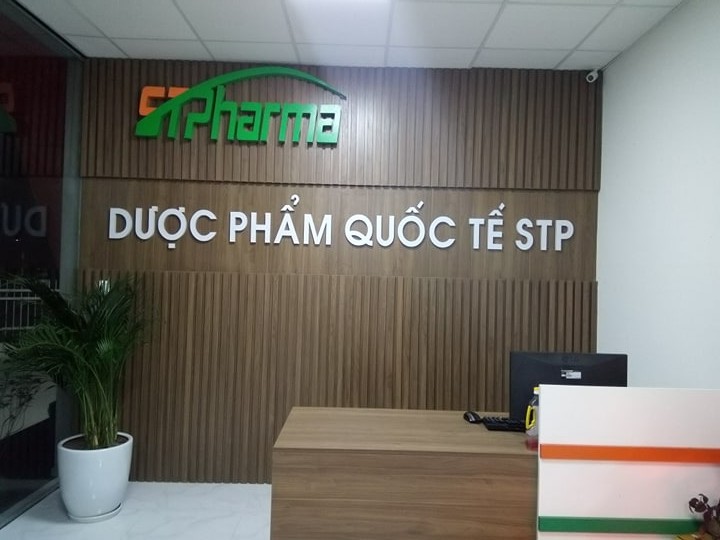 STPharma
DƯỢC PHẨM QUỐC TẾ STP